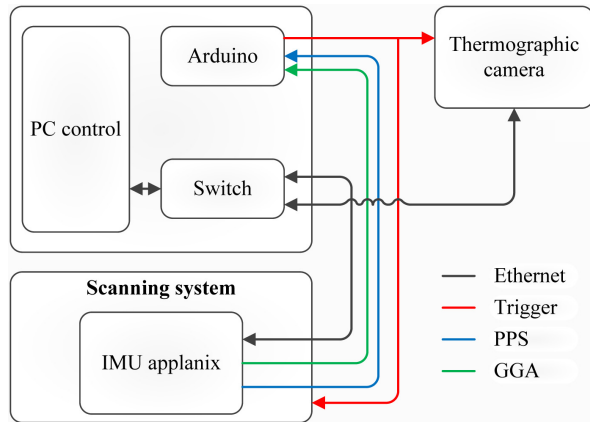 Arduino
Thermographic
camera
PC control
Switch
Scanning system
IMU applanix
Ethernet
Trigger
PPS
GGA